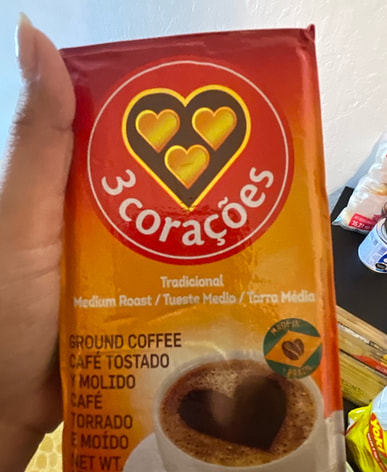 3 corações
Tradicional
Medium Roast / Tueste Medio / Torra Média
GROUND COFFEE
CAFÉ TOSTADO
Y MOLIDO
CAFÉ
TORRADO
E MOÍDO
NET WT.